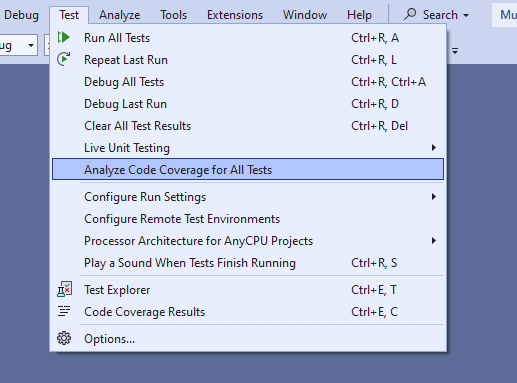 Debug Test Analyze Tools Extensions Window Help Search Mu
ug
Run All Tests Ctrl+R, A
Repeat Last Run Ctrl+R, L
Debug All Tests Ctrl+R, Ctrl+A
Debug Last Run Ctrl+R, D
Clear All Test Results Ctrl+R, Del
Live Unit Testing
Analyze Code Coverage for All Tests
Configure Run Settings
Configure Remote Test Environments
Processor Architecture for AnyCPU Projects
Play a Sound When Tests Finish Running Ctrl+R, S
Test Explorer Ctrl+E, T
Code Coverage Results Ctrl+E, C
Options...